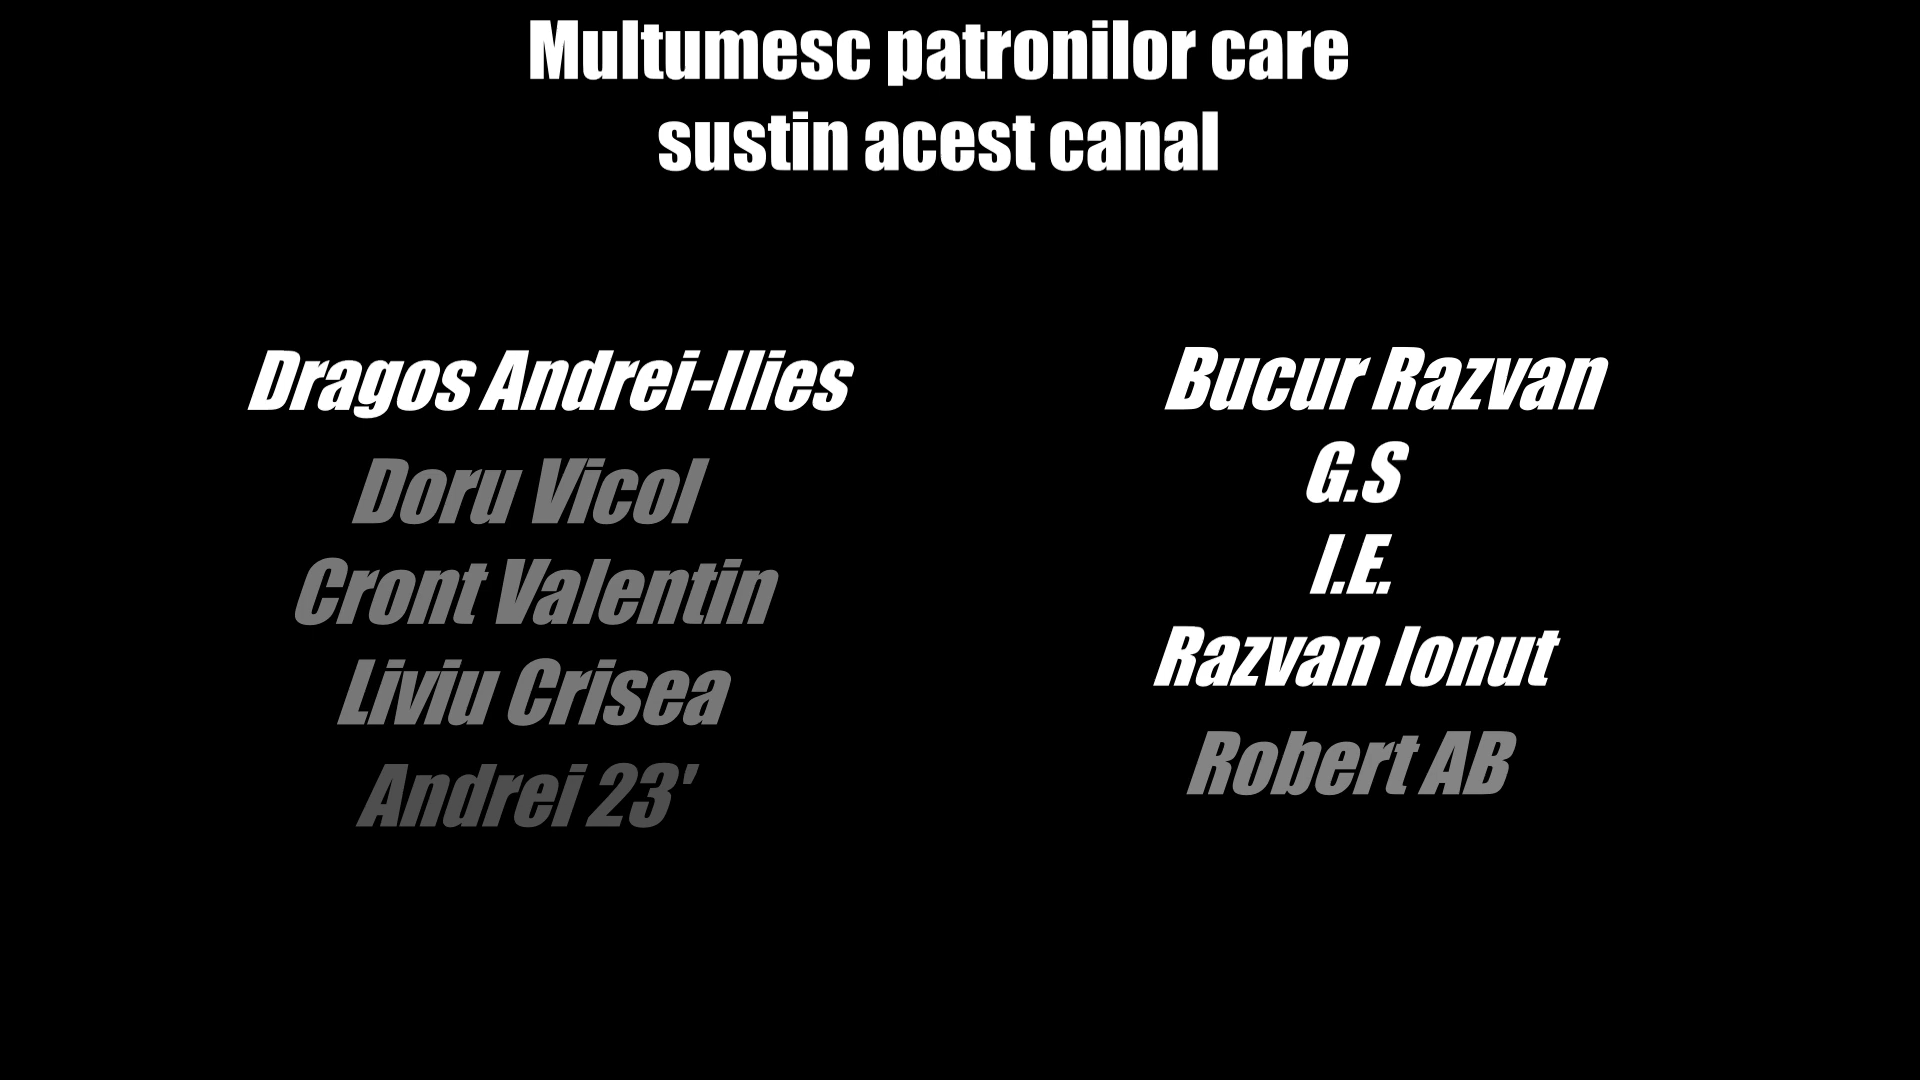 Multumesc patronilor care
sustin acest canal
Dragos Andrei-Ilies
Doru Vicol
Cront Valentin
Liviu Crisea
Andrei 23'
Bucur Razvan
G.S
I.E.
Razvan Ionut
Robert AB